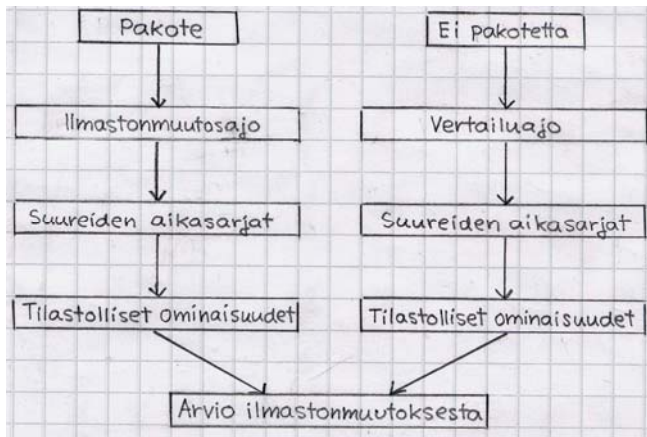 Pakote
Ei pakotetta
Ilmastonmuutosajo
Vertailuajo
Suureiden aikasarjat
Suureiden aikasarjat
Tilastolliset ominaisuudet
Tilastolliset ominaisuudet
Arvio ilmastonmuutoksesta